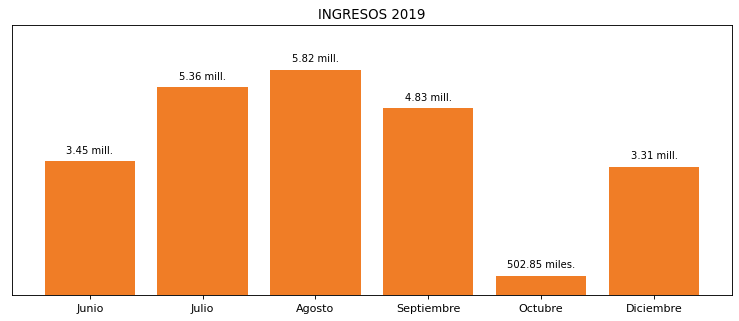 INGRESOS 2019
3.45 mill.
5.36 mill.
5.82 mill.
4.83 mill.
502.85 miles.
3.31 mill.
Junio
Julio
Agosto
Septiembre
Octubre
Diciembre